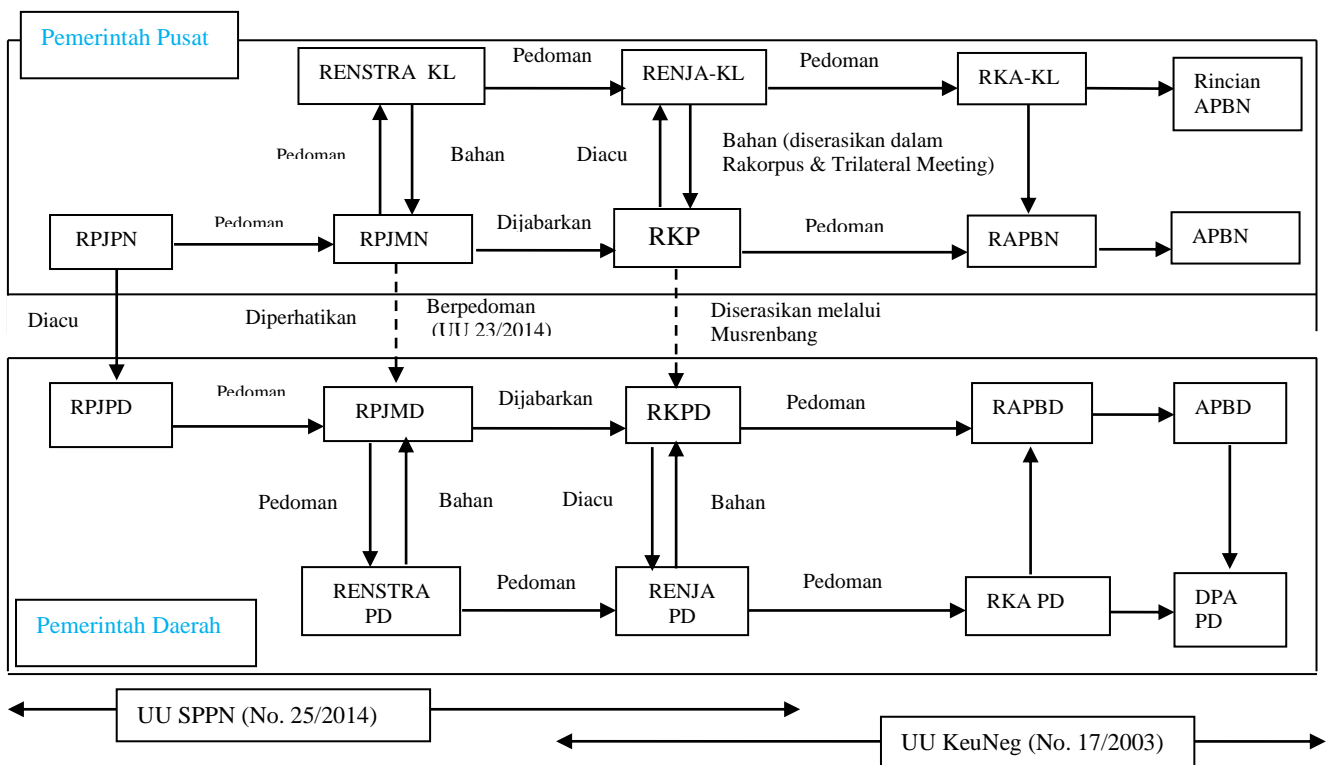 Pemerintah Pusat
RENSTRA KL
Pedoman
RENJA-KL
Pedoman
RKA-KL
Rincian
APBN
Pedoman
Bahan
Diacu
Bahan (diserasikan dalam
Rakorpus & Trilateral Meeting)
RPJPN
Pedoman
RPJMN
Dijabarkan
RKP
Pedoman
RAPBN
APBN
Diacu
Diperhatikan
Berpedoman
(UU 23/2014)
Diserasikan melalui
Musrenbang
RPJPD
Pedoman
RPJMD
Dijabarkan
RKPD
Pedoman
RAPBD
APBD
Pedoman
Bahan
Diacu
Bahan
RENSTRA
PD
Pedoman
RENJA
PD
Pedoman
RKA PD
DPA
PD
Pemerintah Daerah
UU SPPN (No. 25/2014)
UU KeuNeg (No. 17/2003)